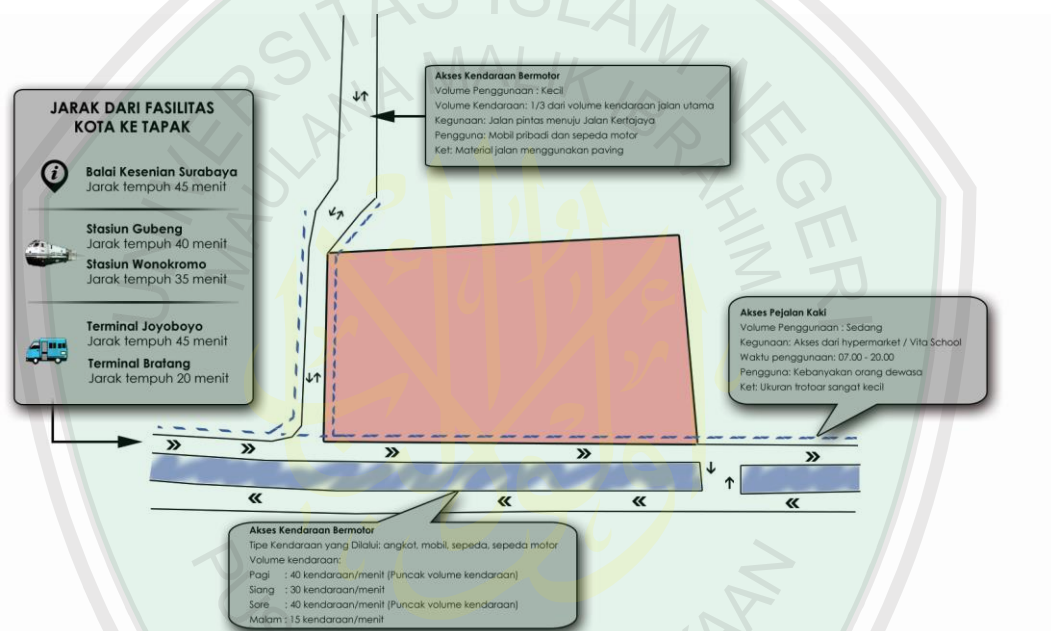 JARAK DARI FASILITAS
KOTA KE TAPAK
i
Balai Kesenian Surabaya
Jarak tempuh 45 menit
Stasiun Gubeng
Jarak tempuh 40 menit
Stasiun Wonokromo
Jarak tempuh 35 menit
Terminal Joyoboyo
Jarak tempuh 45 menit
Terminal Bratang
Jarak tempuh 20 menit
Akses Kendaraan Bermotor
Volume Penggunaan : Kecil
Volume Kendaraan: 1/3 dari volume kendaraan jalan utama
Kegunaan: Jalan pintas menuju Jalan Kertajaya
Pengguna: Mobil pribadi dan sepeda motor
Ket: Material jalan menggunakan paving
Akses Pejalan Kaki
Volume Penggunaan : Sedang
Kegunaan: Akses dari hypermarket / Vita School
Waktu penggunaan: 07.00 - 20.00
Pengguna: Kebanyakan orang dewasa
Ket: Ukuran trotoar sangat kecil
Akses Kendaraan Bermotor
Tipe Kendaraan yang Dilalui: angkot, mobil, sepeda, sepeda motor
Volume kendaraan:
Pagi : 40 kendaraan/menit (Puncak volume kendaraan)
Siang : 30 kendaraan/menit
Sore : 40 kendaraan/menit (Puncak volume kendaraan)
Malam : 15 kendaraan/menit
UNIVERSITAS ISLAM NEGERI
MAULANA MALIK IBRAHIM